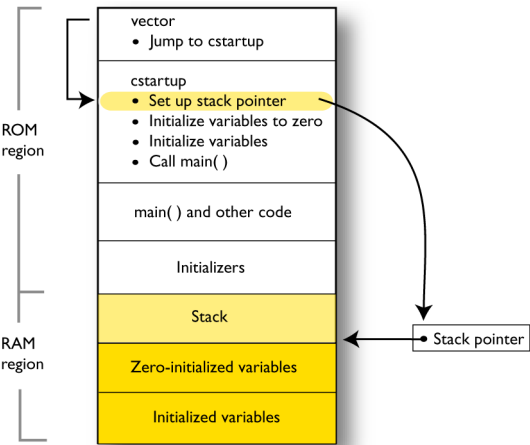 vector
• Jump to cstartup
cstartup
• Set up stack pointer
• Initialize variables to zero
• Initialize variables
• Call main( )
ROM
region
main( ) and other code
Initializers
Stack
RAM
region
Stack pointer
Zero-initialized variables
Initialized variables